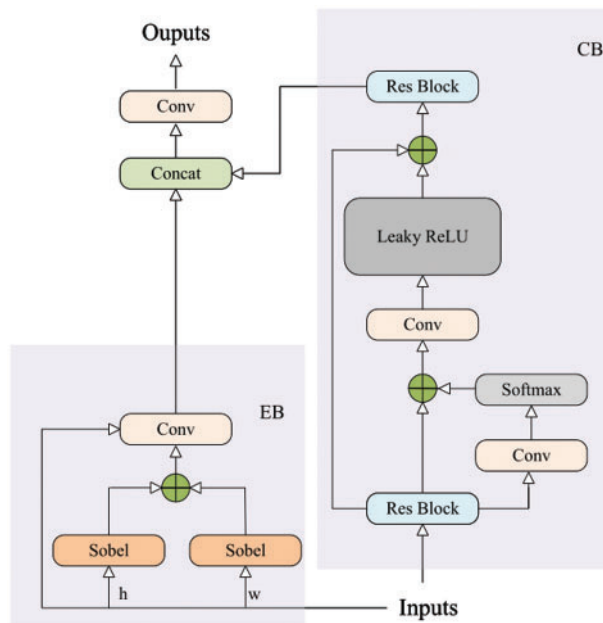 Ouputs
CB
Res Block
Conv
Concat
Leaky ReLU
Conv
Softmax
EB
Conv
Conv
Res Block
Sobel
Sobel
h
w
Inputs